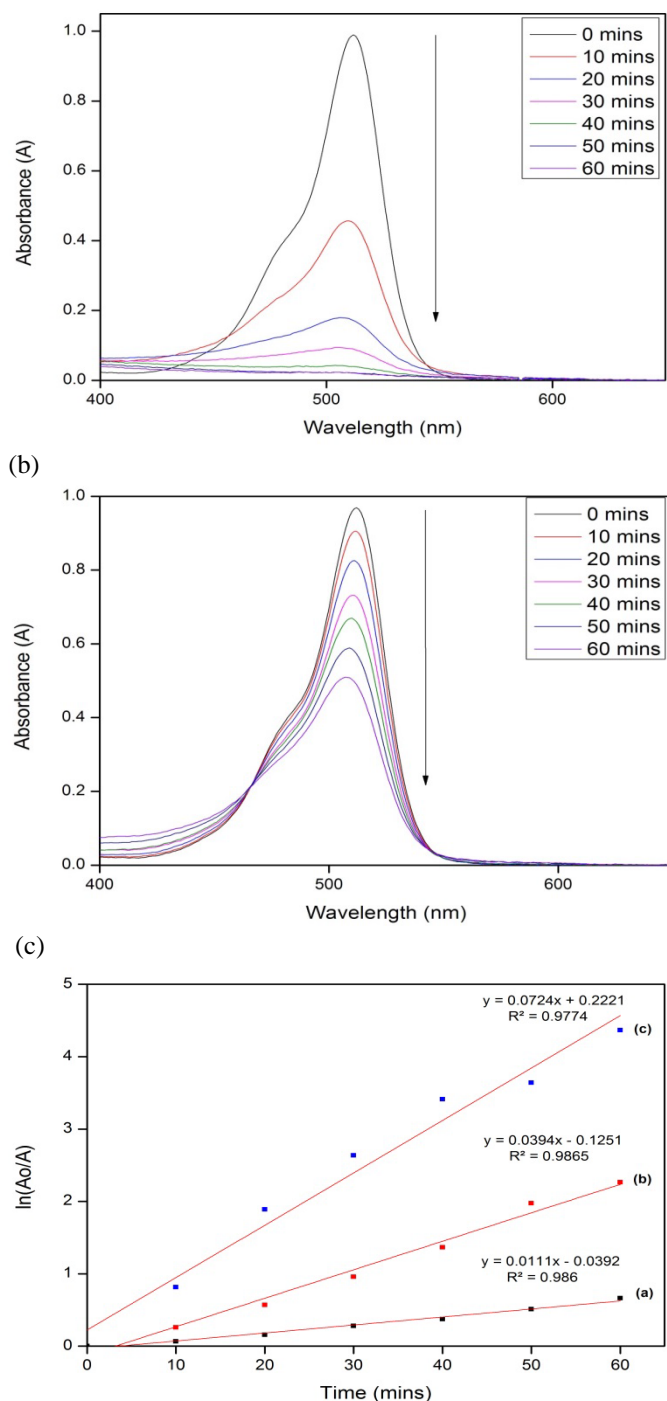 1.0
0.8
0.6
0.4
0.2
0.0
Absorbance (A)
400
500
600
Wavelength (nm)
0 mins
10 mins
20 mins
30 mins
40 mins
50 mins
60 mins
(b)
1.0
0.8
0.6
0.4
0.2
0.0
Absorbance (A)
400
500
600
Wavelength (nm)
0 mins
10 mins
20 mins
30 mins
40 mins
50 mins
60 mins
(c)
5
4
3
2
1
0
ln(Ao/A)
y = 0.0724x + 0.2221
R² = 0.9774
(c)
y = 0.0394x - 0.1251
R² = 0.9865
(b)
y = 0.0111x - 0.0392
R² = 0.986
(a)
0
10
20
30
40
50
60
Time (mins)